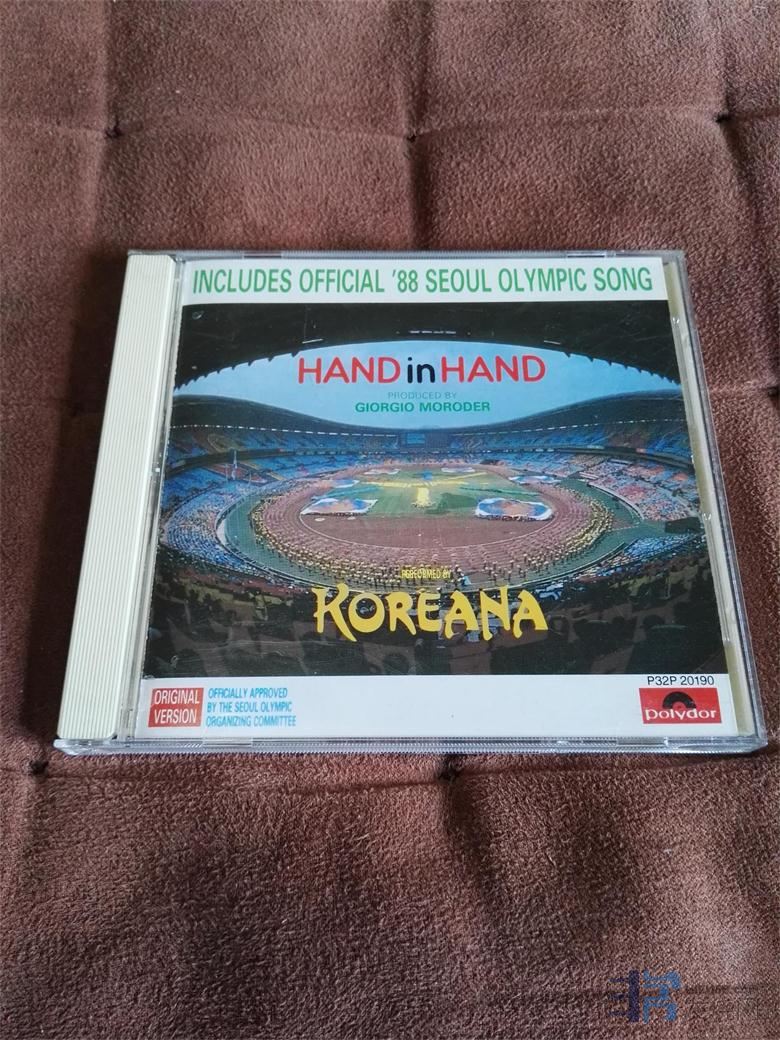 INCLUDES OFFICIAL '88 SEOUL OLYMPIC SONG
HAND in HAND
PRODUCED BY
GIORGIO MORODER
PERFORMED BY
KOREANA
P32P 20190
ORIGINAL
VERSION
OFFICIALLY APPROVED
BY THE SEOUL OLYMPIC
ORGANIZING COMMITTEE
polydor